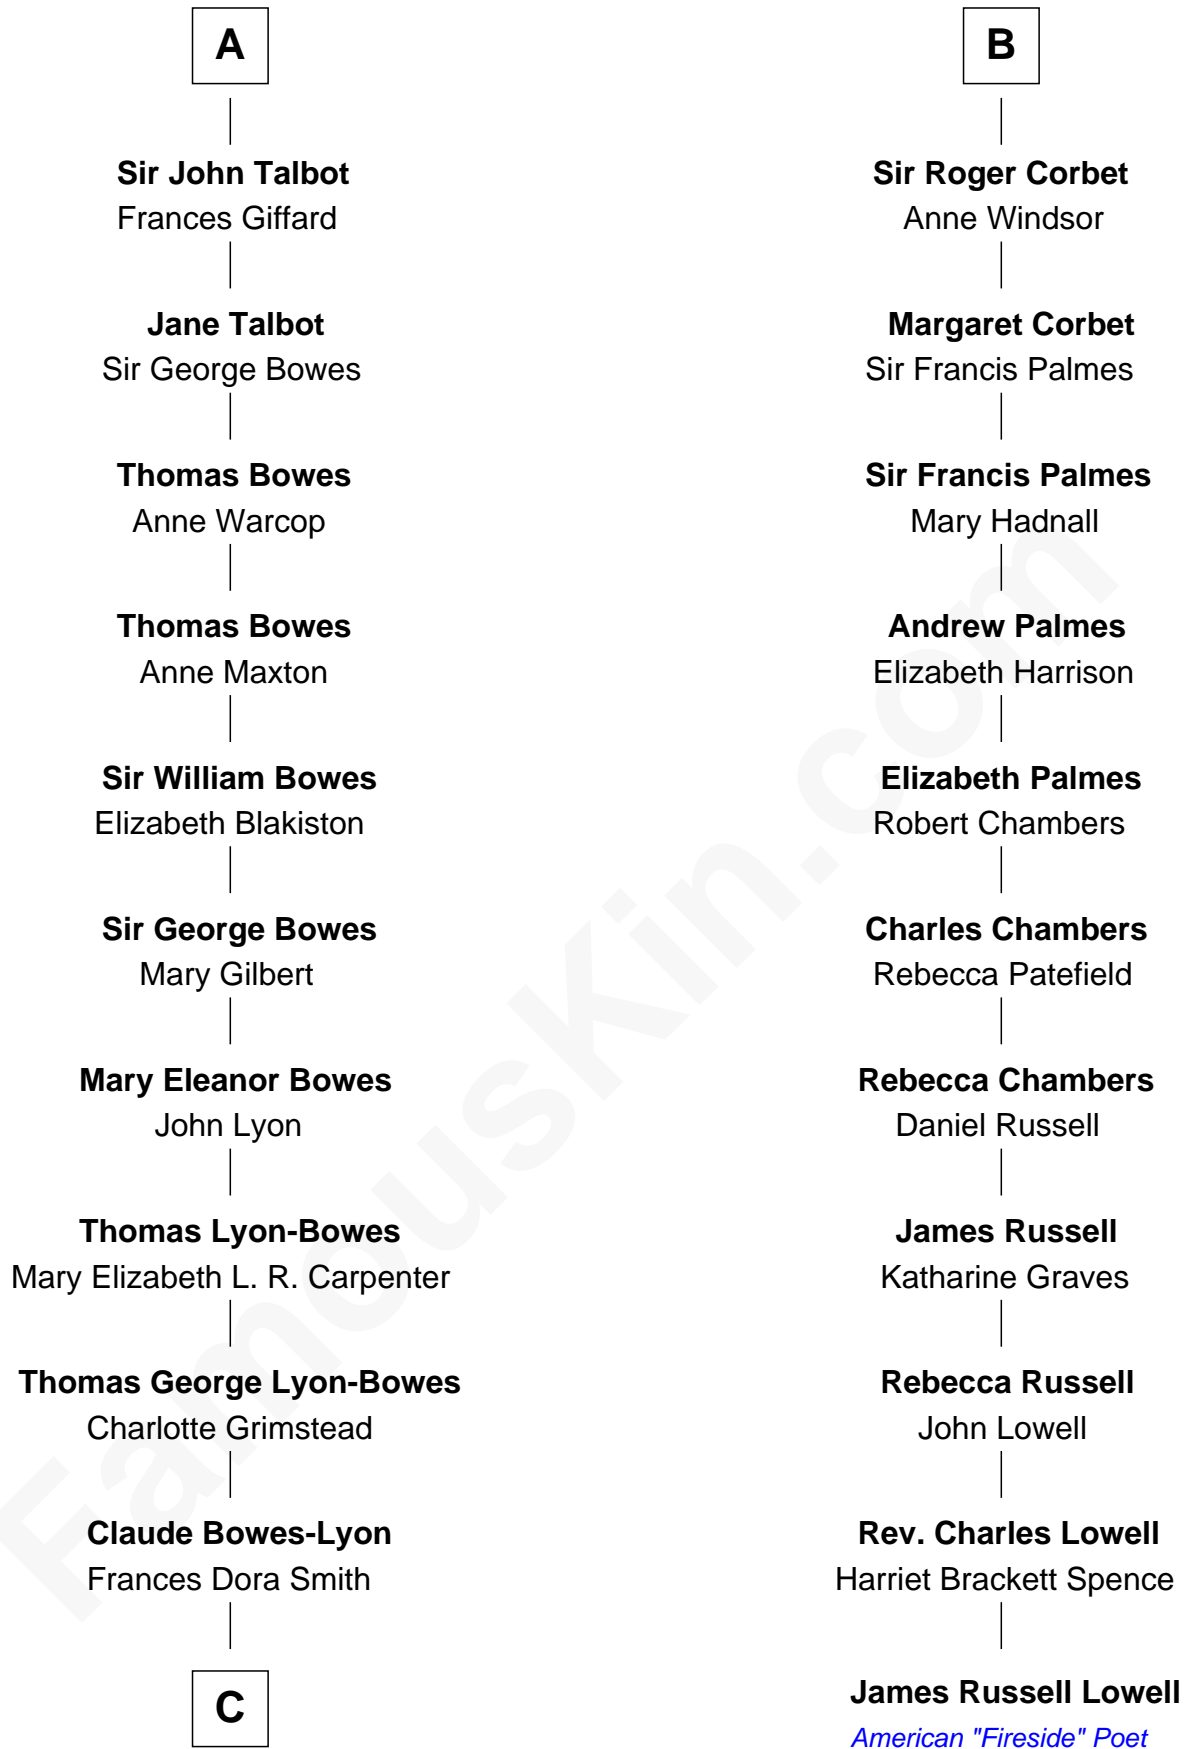 A
Sir John Talbot
Frances Giffard
Jane Talbot
Sir George Bowes
Thomas Bowes
Anne Warcop
Thomas Bowes
Anne Maxton
Sir William Bowes
Elizabeth Blakiston
Sir George Bowes
Mary Gilbert
Mary Eleanor Bowes
John Lyon
Thomas Lyon-Bowes
Mary Elizabeth L. R. Carpenter
Thomas George Lyon-Bowes
Charlotte Grimstead
Claude Bowes-Lyon
Frances Dora Smith
C
B
Sir Roger Corbet
Anne Windsor
Margaret Corbet
Sir Francis Palmes
Sir Francis Palmes
Mary Hadnall
Andrew Palmes
Elizabeth Harrison
Elizabeth Palmes
Robert Chambers
Charles Chambers
Rebecca Patefield
Rebecca Chambers
Daniel Russell
James Russell
Katharine Graves
Rebecca Russell
John Lowell
Rev. Charles Lowell
Harriet Brackett Spence
James Russell Lowell
American "Fireside" Poet
FamousKin.com